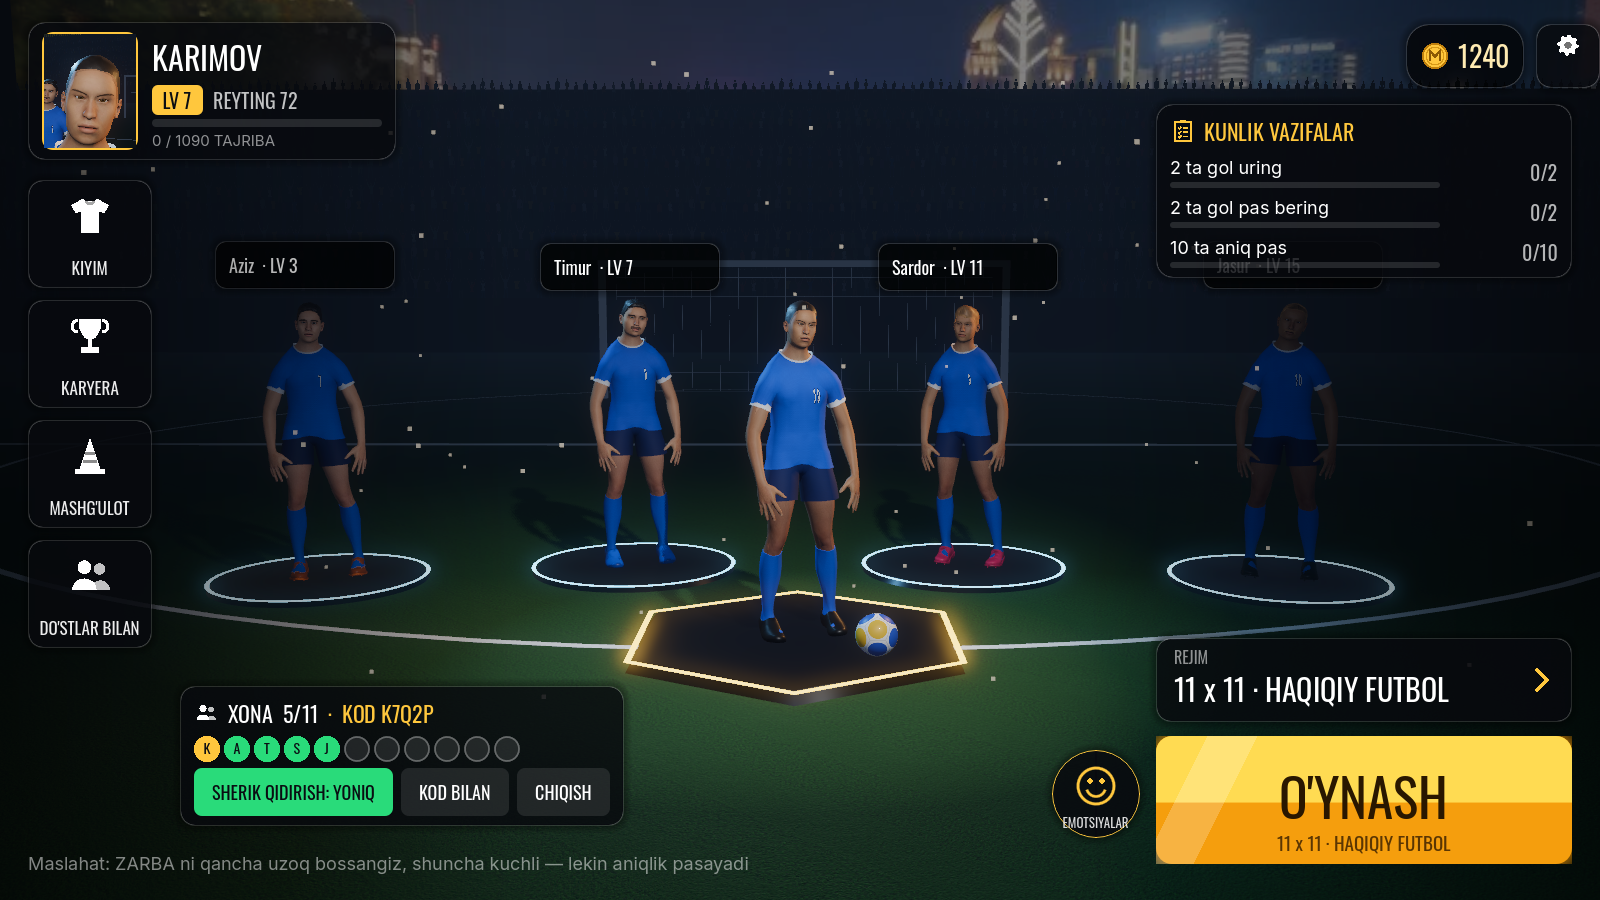 KARIMOV
LV 7 REYTING 72
0 / 1090 TAJRIBA
1240
KUNLIK VAZIFALAR
2 ta gol uring 0/2
2 ta gol pas bering 0/2
10 ta aniq pas 0/10
KIYIM
KARYERA
MASHG'ULOT
DO'STLAR BILAN
Aziz · LV 3
Timur · LV 7
Sardor · LV 11
Jasur · LV 15
XONA 5/11 · KOD K7Q2P
K A T S J
SHERIK QIDIRISH: YONIQ
KOD BILAN
CHIQISH
REJIM
11 x 11 · HAQIQIY FUTBOL
EMOTSIYALAR
O'YNASH
11 x 11 · HAQIQIY FUTBOL
Maslahat: ZARBA ni qancha uzoq bossangiz, shuncha kuchli — lekin aniqlik pasayadi